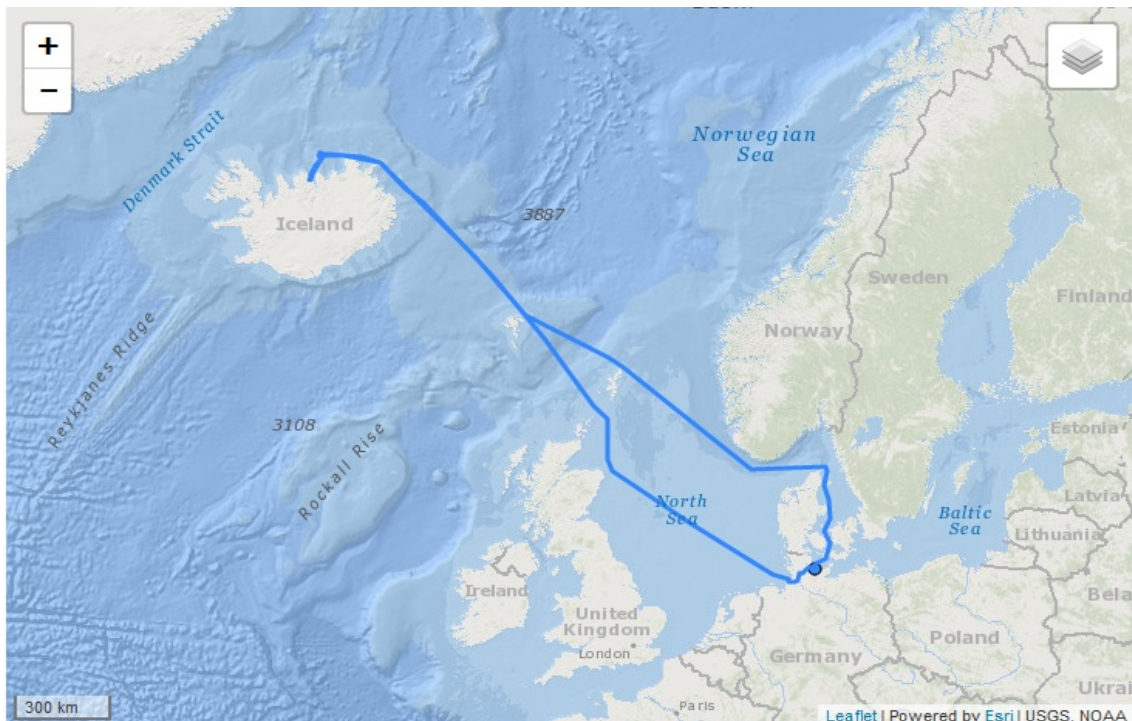 +
−
Denmark Strait
Norwegian
Sea
3887
Iceland
Sweden
Finland
Norway
Reykjanes Ridge
3108
Rockall Rise
Estonia
North
Sea
Baltic
Sea
Latvia
Lithuania
Ireland
United
Kingdom
London
Poland
Germany
Bela
Ukrai
Paris
300 km
Leaflet | Powered by Esri | USGS, NOAA